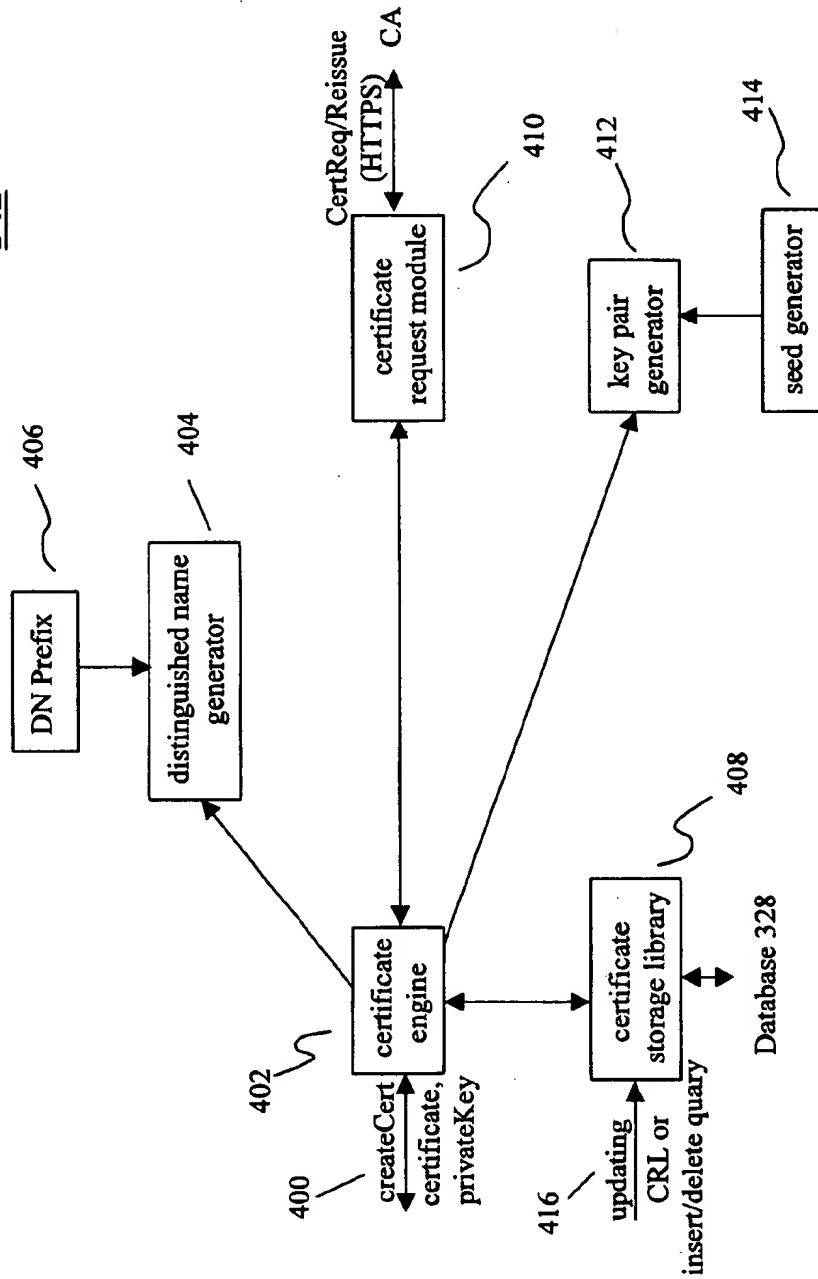 406
DN Prefix
404
distinguished name
generator
CertReq/Reissue
(HTTPS)
CA
certificate
request module
410
402
certificate
engine
400
createCert
certificate,
privateKey
412
key pair
generator
414
seed generator
408
certificate
storage library
416
updating
CRL or
insert/delete quary
Database 328